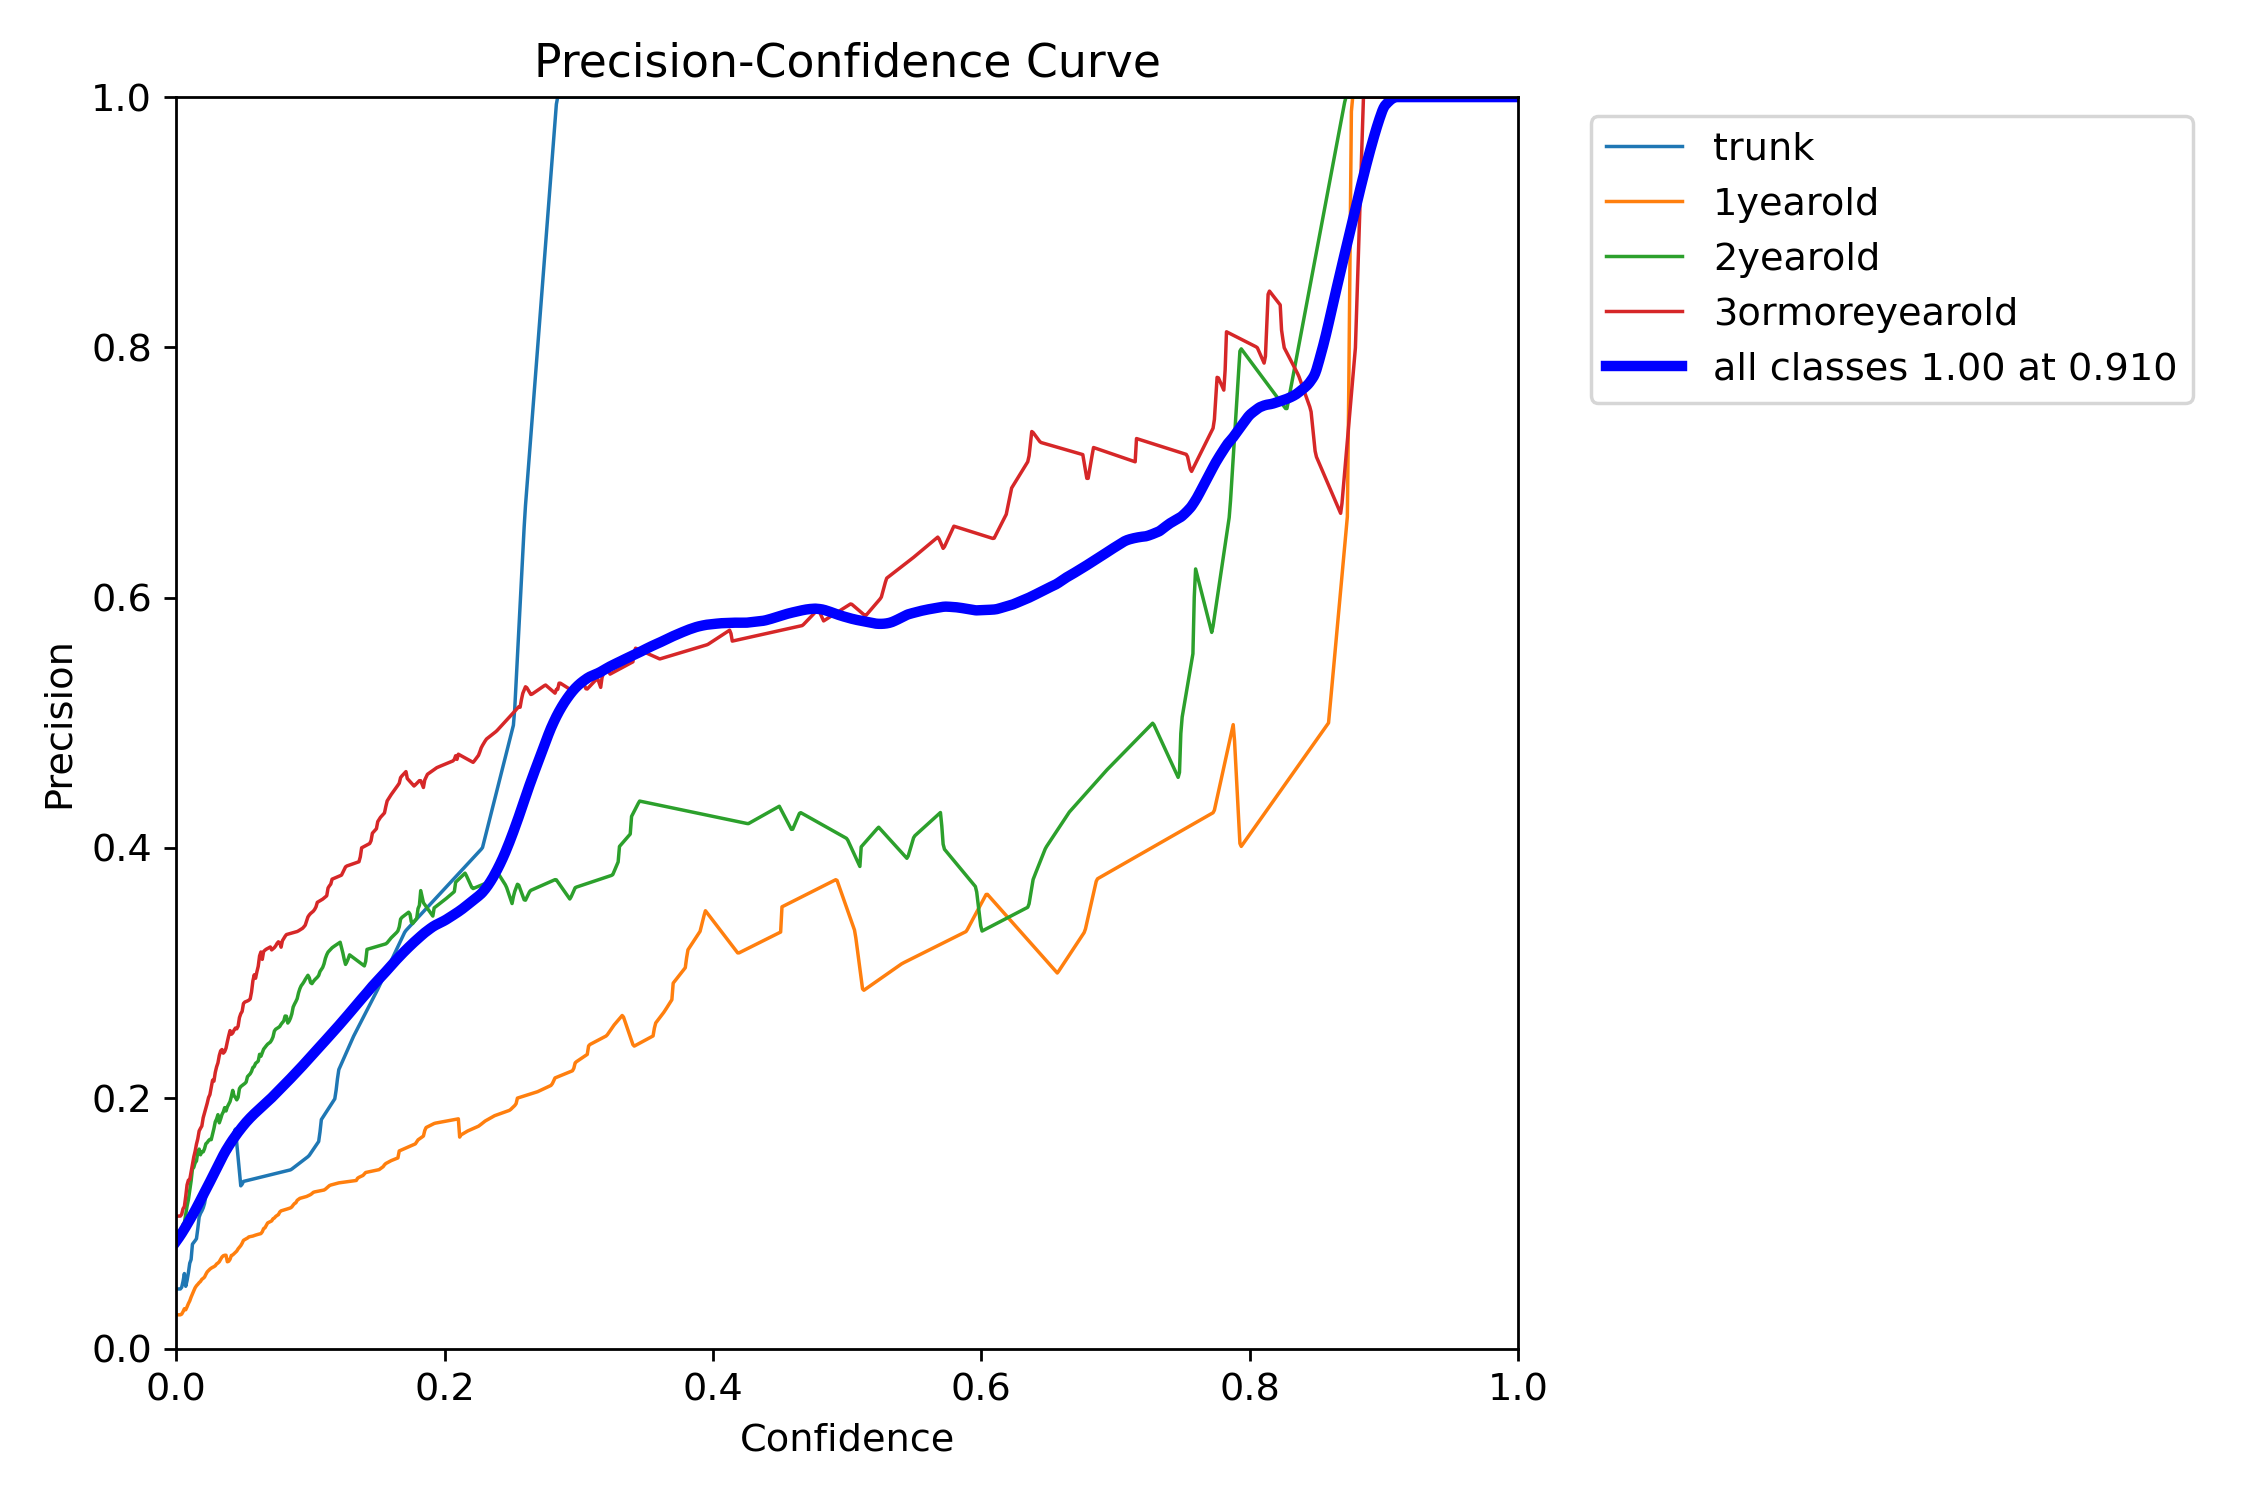 Precision-Confidence Curve
1.0
0.8
0.6
0.4
0.2
0.0
Precision
0.0 0.2 0.4 0.6 0.8 1.0
Confidence
trunk
1yearold
2yearold
3ormoreyearold
all classes 1.00 at 0.910